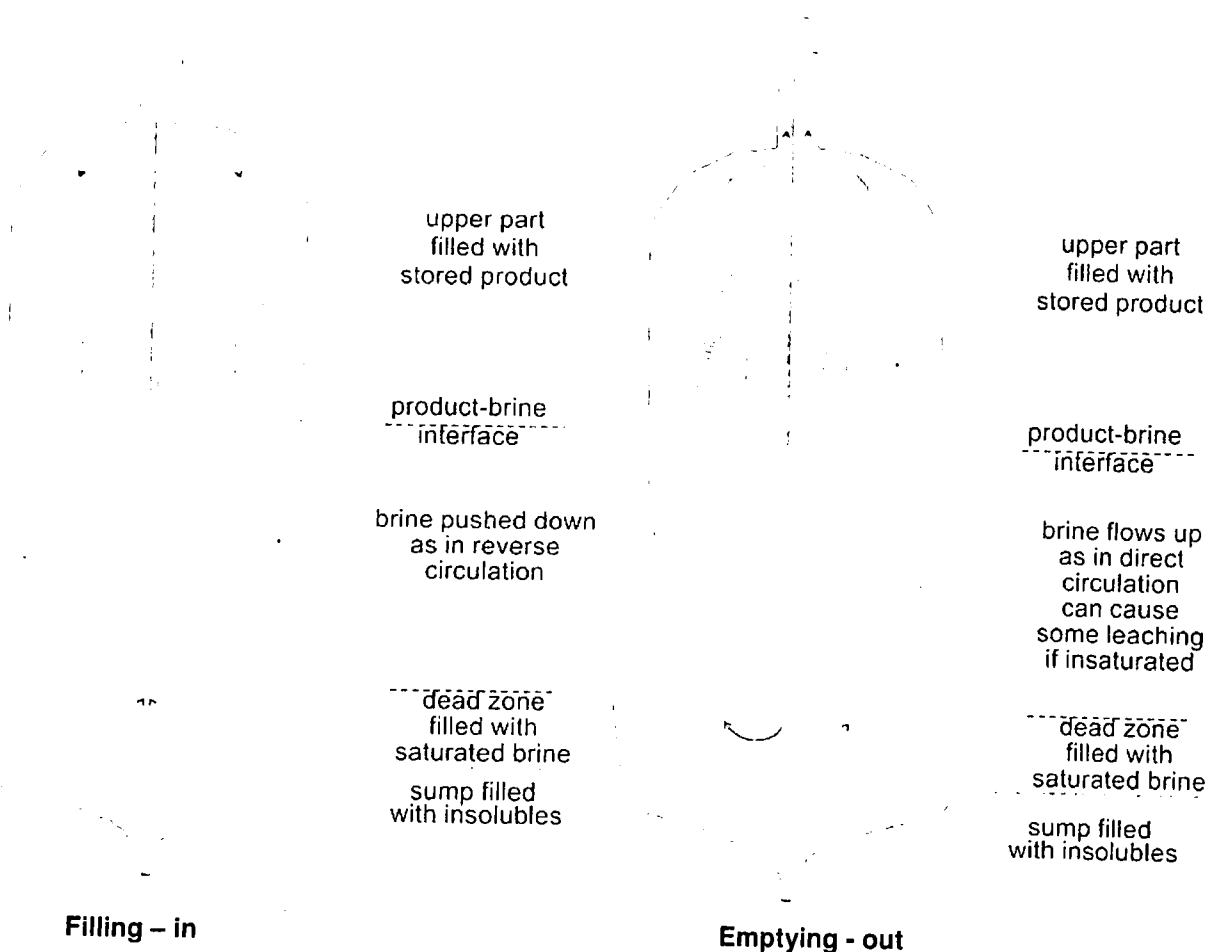 upper part
filled with
stored product
product-brine
interface
brine pushed down
as in reverse
circulation
dead zone
filled with
saturated brine
sump filled
with insolubles
Filling – in
upper part
filled with
stored product
product-brine
interface
brine flows up
as in direct
circulation
can cause
some leaching
if insaturated
dead zone
filled with
saturated brine
sump filled
with insolubles
Emptying - out